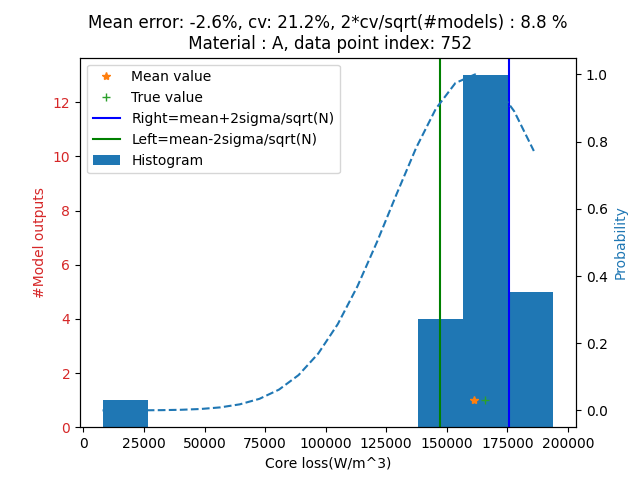 Mean error: -2.6%, cv: 21.2%, 2*cv/sqrt(#models) : 8.8 %
Material : A, data point index: 752
Mean value
True value
Right=mean+2sigma/sqrt(N)
Left=mean-2sigma/sqrt(N)
Histogram
#Model outputs
12
10
8
6
4
2
0
1.0
0.8
0.6
0.4
0.2
0.0
Probability
0 25000 50000 75000 100000 125000 150000 175000 200000
Core loss(W/m^3)